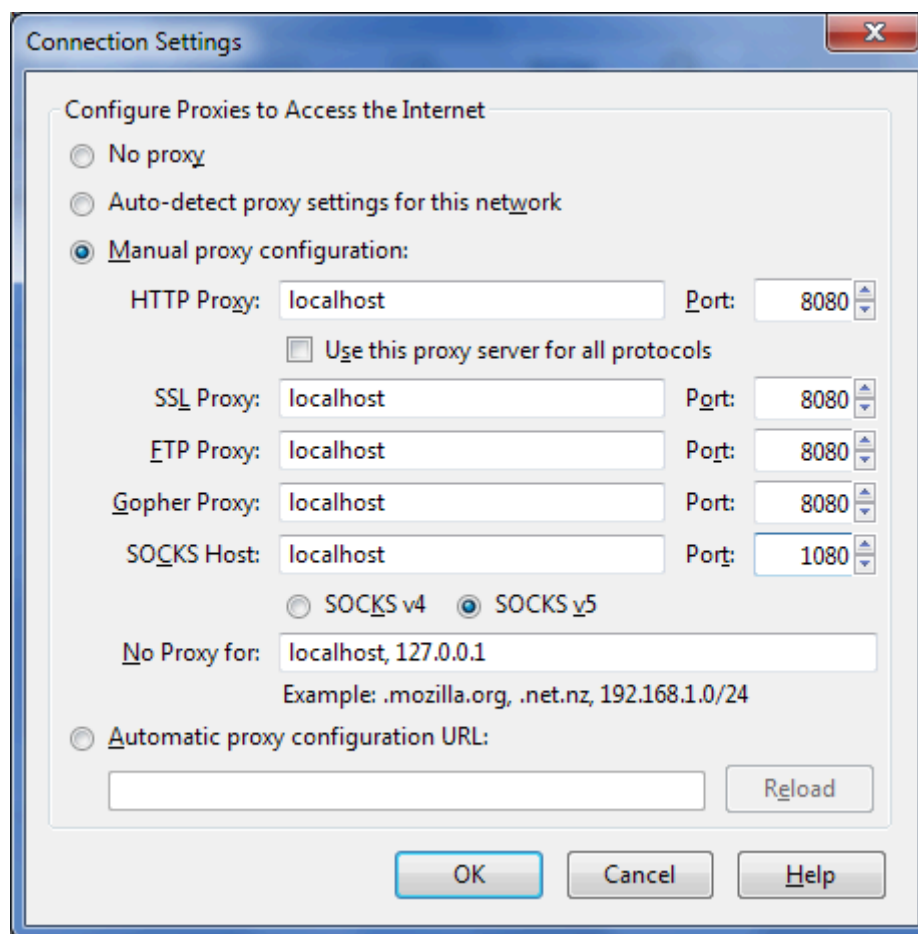 Connection Settings
Configure Proxies to Access the Internet
No proxy
Auto-detect proxy settings for this network
Manual proxy configuration:
HTTP Proxy: localhost Port: 8080
Use this proxy server for all protocols
SSL Proxy: localhost Port: 8080
FTP Proxy: localhost Port: 8080
Gopher Proxy: localhost Port: 8080
SOCKS Host: localhost Port: 1080
SOCKS v4 SOCKS v5
No Proxy for: localhost, 127.0.0.1
Example: .mozilla.org, .net.nz, 192.168.1.0/24
Automatic proxy configuration URL:
Reload
OK Cancel Help